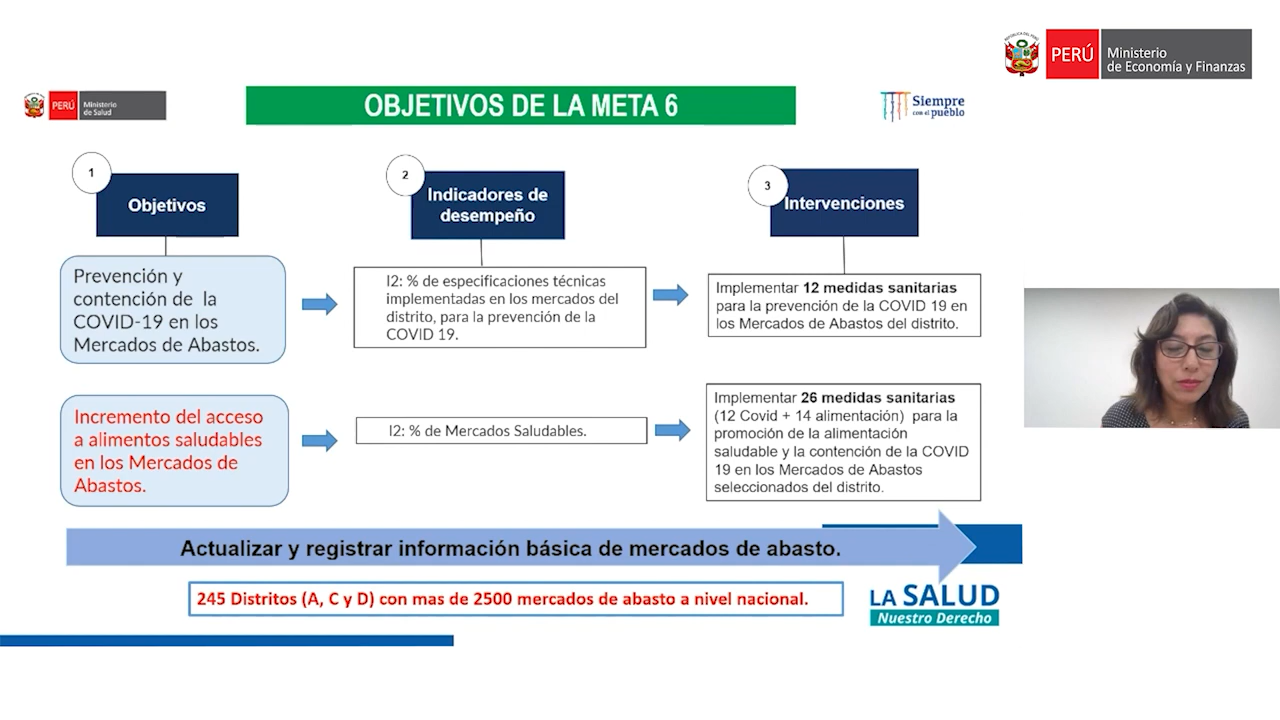 PERÚ
Ministerio
de Economía y Finanzas
PERÚ
Ministerio
de Salud
OBJETIVOS DE LA META 6
Siempre
con el pueblo
1
Objetivos
2
Indicadores de
desempeño
3
Intervenciones
Prevención y
contención de la
COVID-19 en los
Mercados de Abastos.
I2: % de especificaciones técnicas
implementadas en los mercados del
distrito, para la prevención de la
COVID 19.
Implementar 12 medidas sanitarias
para la prevención de la COVID 19 en
los Mercados de Abastos del distrito.
Incremento del acceso
a alimentos saludables
en los Mercados de
Abastos.
I2: % de Mercados Saludables.
Implementar 26 medidas sanitarias
(12 Covid + 14 alimentación) para la
promoción de la alimentación
saludable y la contención de la COVID
19 en los Mercados de Abastos
seleccionados del distrito.
Actualizar y registrar información básica de mercados de abasto.
245 Distritos (A, C y D) con mas de 2500 mercados de abasto a nivel nacional.
LA SALUD
Nuestro Derecho